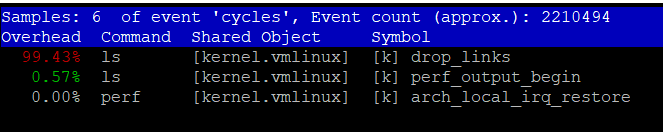 Samples: 6  of event 'cycles', Event count (approx.): 2210494
Overhead  Command  Shared Object     Symbol
99.43%  ls       [kernel.vmlinux]  [k] drop_links
0.57%  ls       [kernel.vmlinux]  [k] perf_output_begin
0.00%  perf     [kernel.vmlinux]  [k] arch_local_irq_restore